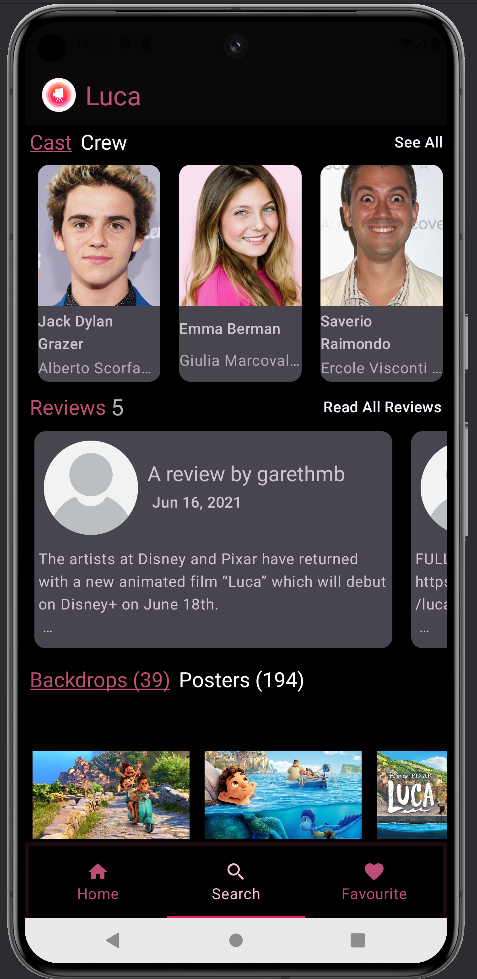 Luca
Cast Crew See All
Jack Dylan
Grazer
Alberto Scorfa...
Emma Berman
Giulia Marcoval...
Saverio
Raimondo
Ercole Visconti ...
Reviews 5 Read All Reviews
A review by garethmb
Jun 16, 2021
The artists at Disney and Pixar have returned
with a new animated film “Luca” which will debut
on Disney+ on June 18th.
...
FULL
https
/luca
...
Backdrops (39) Posters (194)
LUCA
Home Search Favourite